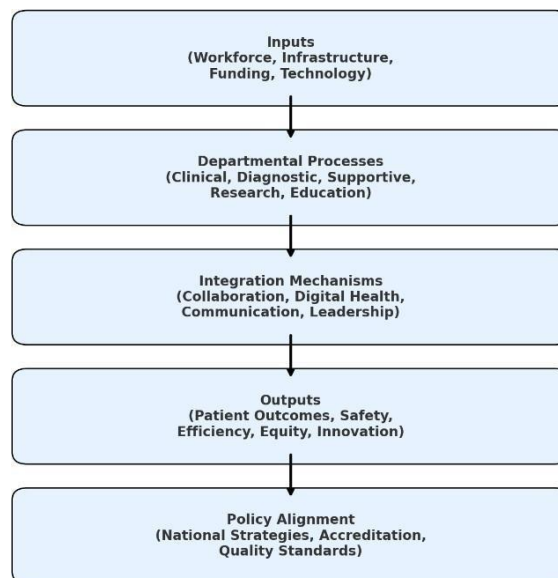 Inputs
(Workforce, Infrastructure,
Funding, Technology)
Departmental Processes
(Clinical, Diagnostic, Supportive,
Research, Education)
Integration Mechanisms
(Collaboration, Digital Health,
Communication, Leadership)
Outputs
(Patient Outcomes, Safety,
Efficiency, Equity, Innovation)
Policy Alignment
(National Strategies, Accreditation,
Quality Standards)